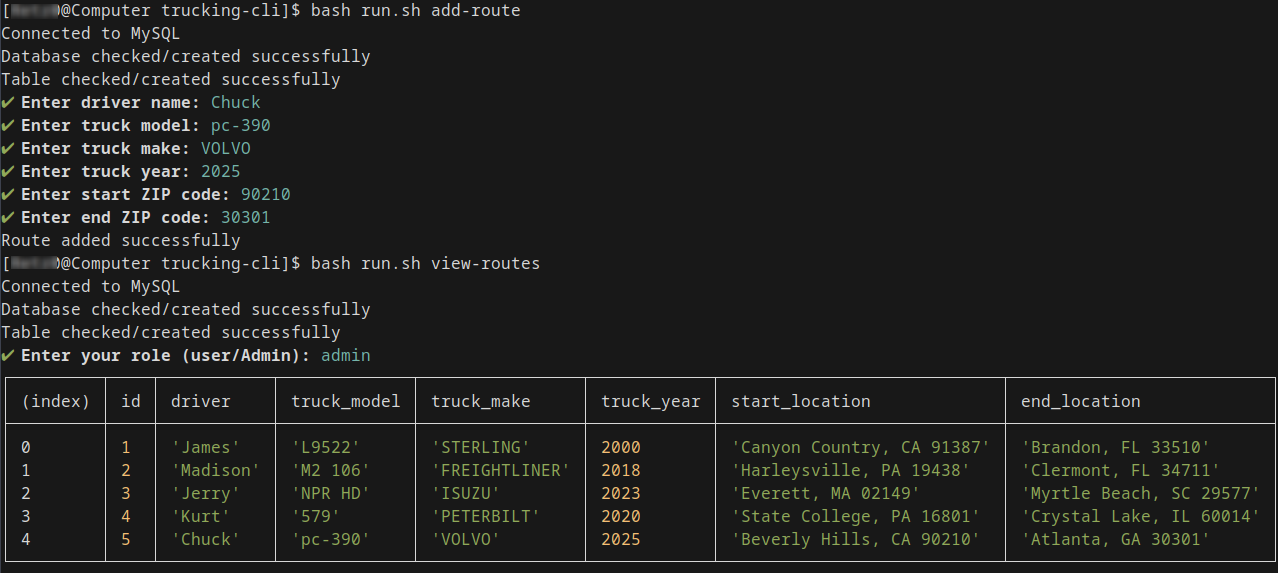 @Computer trucking-cli]$ bash run.sh add-route
Connected to MySQL
Database checked/created successfully
Table checked/created successfully
✔ Enter driver name: Chuck
✔ Enter truck model: pc-390
✔ Enter truck make: VOLVO
✔ Enter truck year: 2025
✔ Enter start ZIP code: 90210
✔ Enter end ZIP code: 30301
Route added successfully
@Computer trucking-cli]$ bash run.sh view-routes
Connected to MySQL
Database checked/created successfully
Table checked/created successfully
✔ Enter your role (user/Admin): admin
(index) id driver truck_model truck_make truck_year start_location end_location
0 1 'James' 'L9522' 'STERLING' 2000 'Canyon Country, CA 91387' 'Brandon, FL 33510'
1 2 'Madison' 'M2 106' 'FREIGHTLINER' 2018 'Harleysville, PA 19438' 'Clermont, FL 34711'
2 3 'Jerry' 'NPR HD' 'ISUZU' 2023 'Everett, MA 02149' 'Myrtle Beach, SC 29577'
3 4 'Kurt' '579' 'PETERBILT' 2020 'State College, PA 16801' 'Crystal Lake, IL 60014'
4 5 'Chuck' 'pc-390' 'VOLVO' 2025 'Beverly Hills, CA 90210' 'Atlanta, GA 30301'